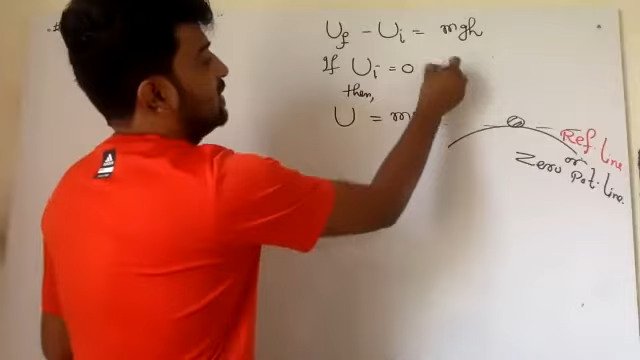 U_f - U_i = mgh
If U_i = 0
then,
U = m
Ref. line
or
Zero Pot. line.